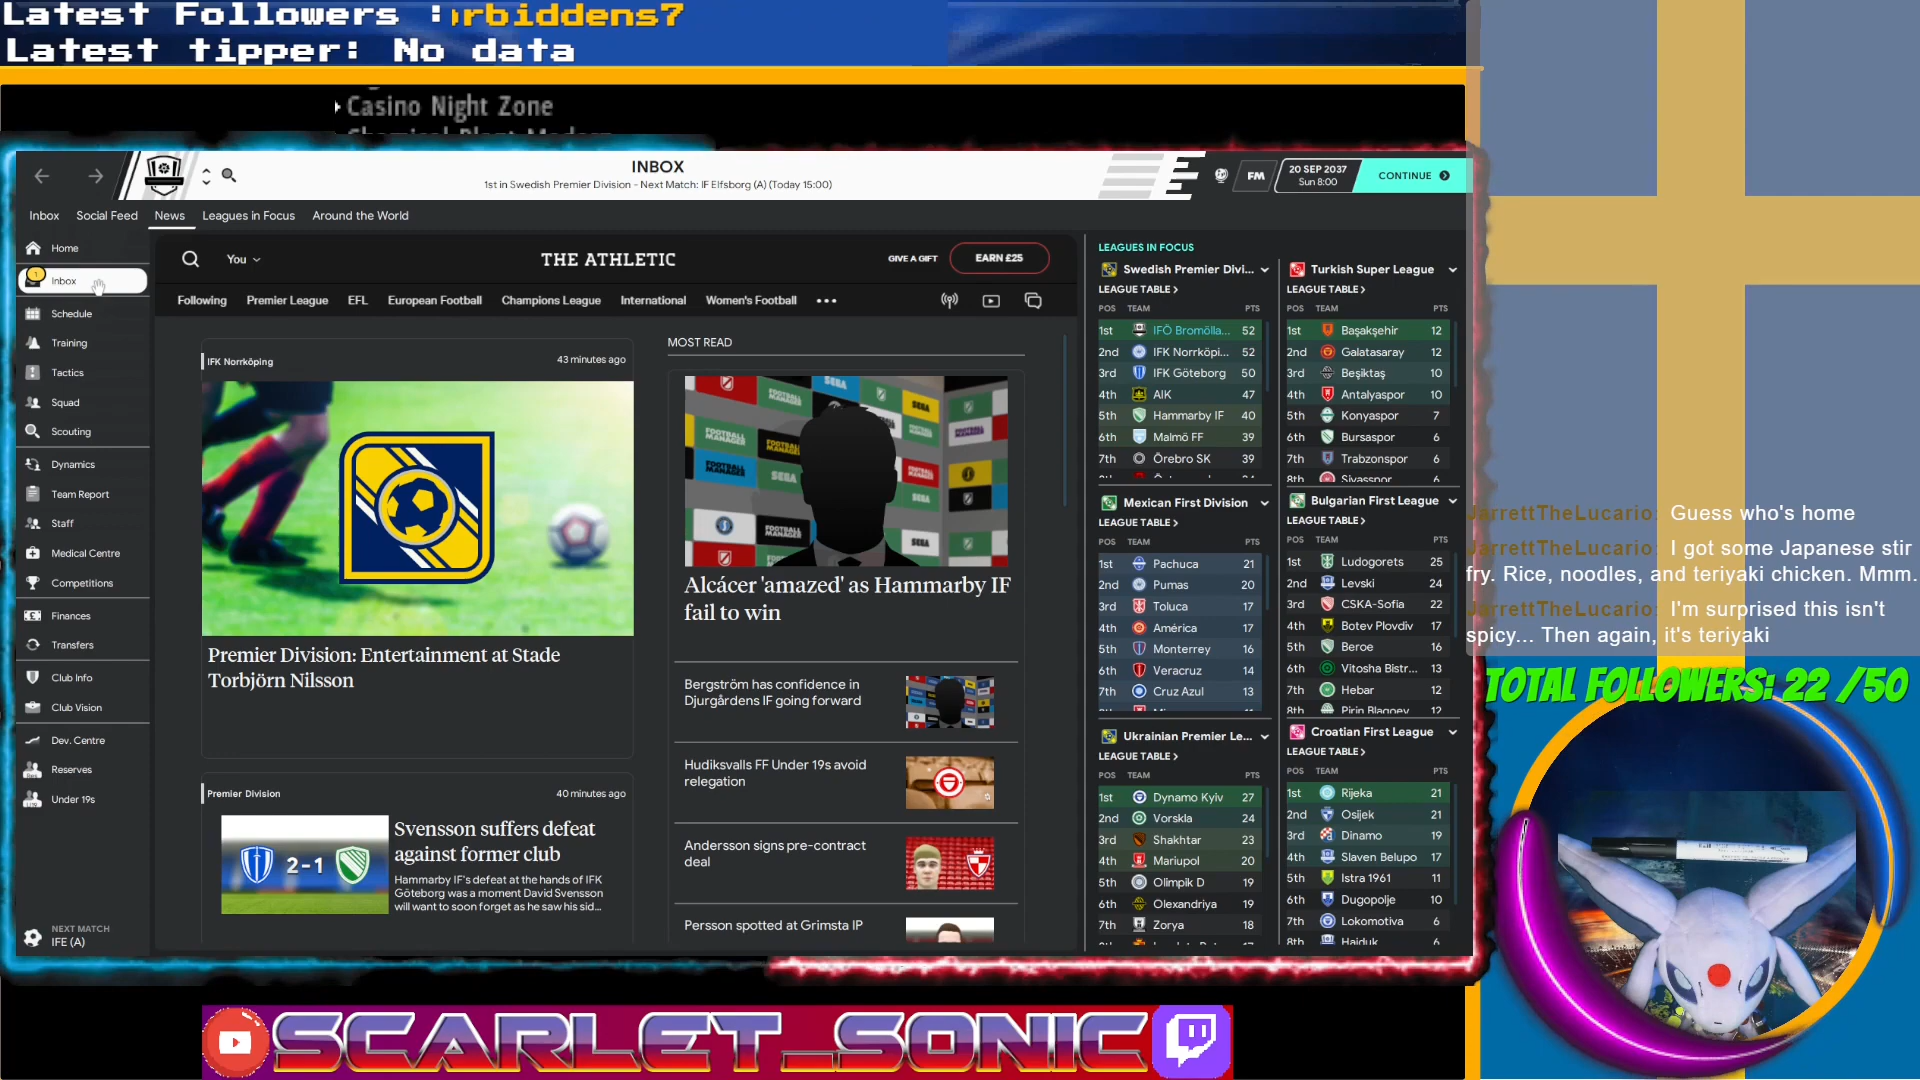 Latest Followers :orbiddens7
Latest tipper: No data
Casino Night Zone
INBOX
1st in Swedish Premier Division - Next Match: IF Elfsborg (A) (Today 15:00)
FM
20 SEP 2037
Sun 8:00
CONTINUE
Inbox
Social Feed
News
Leagues in Focus
Around the World
Home
1
Inbox
Schedule
Training
Tactics
Squad
Scouting
Dynamics
Team Report
Staff
Medical Centre
Competitions
Finances
Transfers
Club Info
Club Vision
Dev. Centre
Reserves
Under 19s
NEXT MATCH
IFE (A)
You
THE ATHLETIC
GIVE A GIFT
EARN £25
Following
Premier League
EFL
European Football
Champions League
International
Women's Football
IFK Norrköping
43 minutes ago
Premier Division: Entertainment at Stade
Torbjörn Nilsson
Premier Division
40 minutes ago
2-1
Svensson suffers defeat
against former club
Hammarby IF's defeat at the hands of IFK
Göteborg was a moment David Svensson
will want to soon forget as he saw his sid...
MOST READ
Alcácer 'amazed' as Hammarby IF
fail to win
Bergström has confidence in
Djurgårdens IF going forward
Hudiksvalls FF Under 19s avoid
relegation
Andersson signs pre-contract
deal
Persson spotted at Grimsta IP
LEAGUES IN FOCUS
Swedish Premier Divi...
LEAGUE TABLE >
POS TEAM PTS
1st IFÖ Bromölla... 52
2nd IFK Norrköpi... 52
3rd IFK Göteborg 50
4th AIK 47
5th Hammarby IF 40
6th Malmö FF 39
7th Örebro SK 39
Turkish Super League
LEAGUE TABLE >
POS TEAM PTS
1st Başakşehir 12
2nd Galatasaray 12
3rd Beşiktaş 10
4th Antalyaspor 10
5th Konyaspor 7
6th Bursaspor 6
7th Trabzonspor 6
8th Sivasspor 6
Mexican First Division
LEAGUE TABLE >
POS TEAM PTS
1st Pachuca 21
2nd Pumas 20
3rd Toluca 17
4th América 17
5th Monterrey 16
6th Veracruz 14
7th Cruz Azul 13
Bulgarian First League
LEAGUE TABLE >
POS TEAM PTS
1st Ludogorets 25
2nd Levski 24
3rd CSKA-Sofia 22
4th Botev Plovdiv 17
5th Beroe 16
6th Vitosha Bistr... 13
7th Hebar 12
8th Pirin Blagoev 12
Ukrainian Premier Le...
LEAGUE TABLE >
POS TEAM PTS
1st Dynamo Kyiv 27
2nd Vorskla 24
3rd Shakhtar 23
4th Mariupol 20
5th Olimpik D 19
6th Olexandriya 19
7th Zorya 18
Croatian First League
LEAGUE TABLE >
POS TEAM PTS
1st Rijeka 21
2nd Osijek 21
3rd Dinamo 19
4th Slaven Belupo 17
5th Istra 1961 11
6th Dugopolje 10
7th Lokomotiva 6
8th Hajduk 6
JarrettTheLucario: Guess who's home
JarrettTheLucario: I got some Japanese stir
fry. Rice, noodles, and teriyaki chicken. Mmm.
JarrettTheLucario: I'm surprised this isn't
spicy... Then again, it's teriyaki
TOTAL FOLLOWERS: 22 /50
SCARLET_SONIC